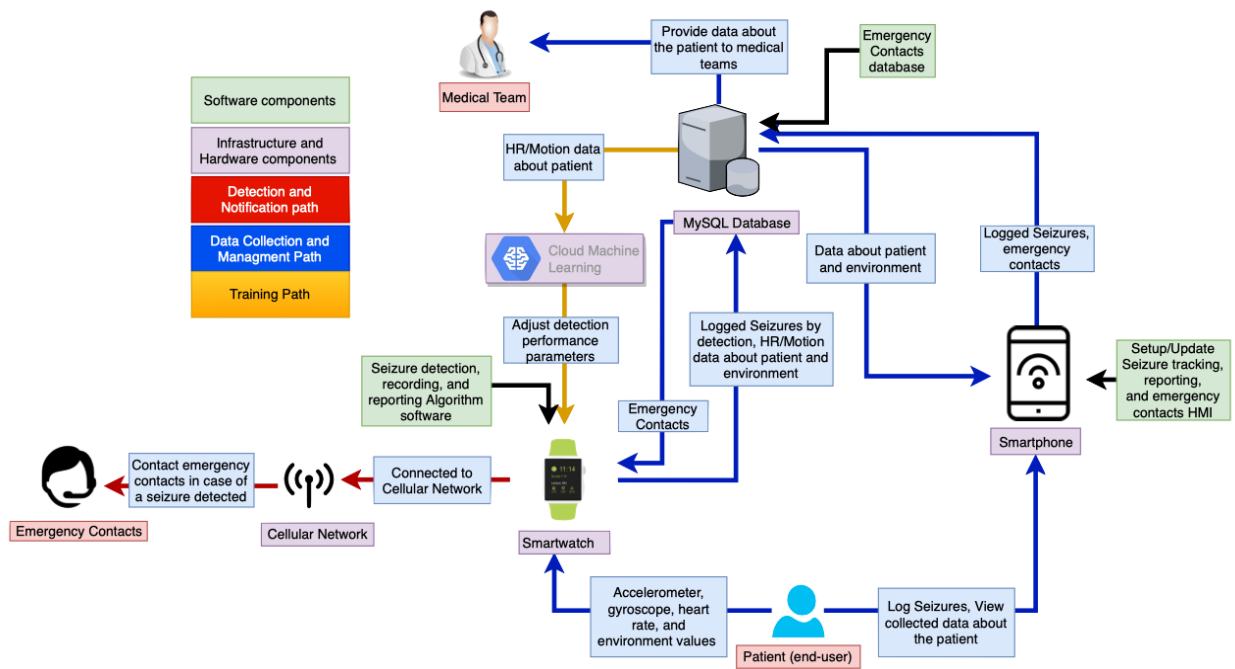 Provide data about
the patient to medical
teams
Emergency
Contacts
database
Medical Team
Software components
Infrastructure and
Hardware components
Detection and
Notification path
Data Collection and
Managment Path
Training Path
HR/Motion data
about patient
MySQL Database
Cloud Machine
Learning
Data about patient
and environment
Logged Seizures,
emergency
contacts
Adjust detection
performance
parameters
Logged Seizures by
detection, HR/Motion
data about patient and
environment
Seizure detection,
recording, and
reporting Algorithm
software
Emergency
Contacts
Setup/Update
Seizure tracking,
reporting,
and emergency
contacts HMI
Smartphone
Contact emergency
contacts in case of
a seizure detected
Connected to
Cellular Network
11:14
Emergency Contacts
Cellular Network
Smartwatch
Accelerometer,
gyroscope, heart
rate, and
environment values
Log Seizures, View
collected data about
the patient
Patient (end-user)